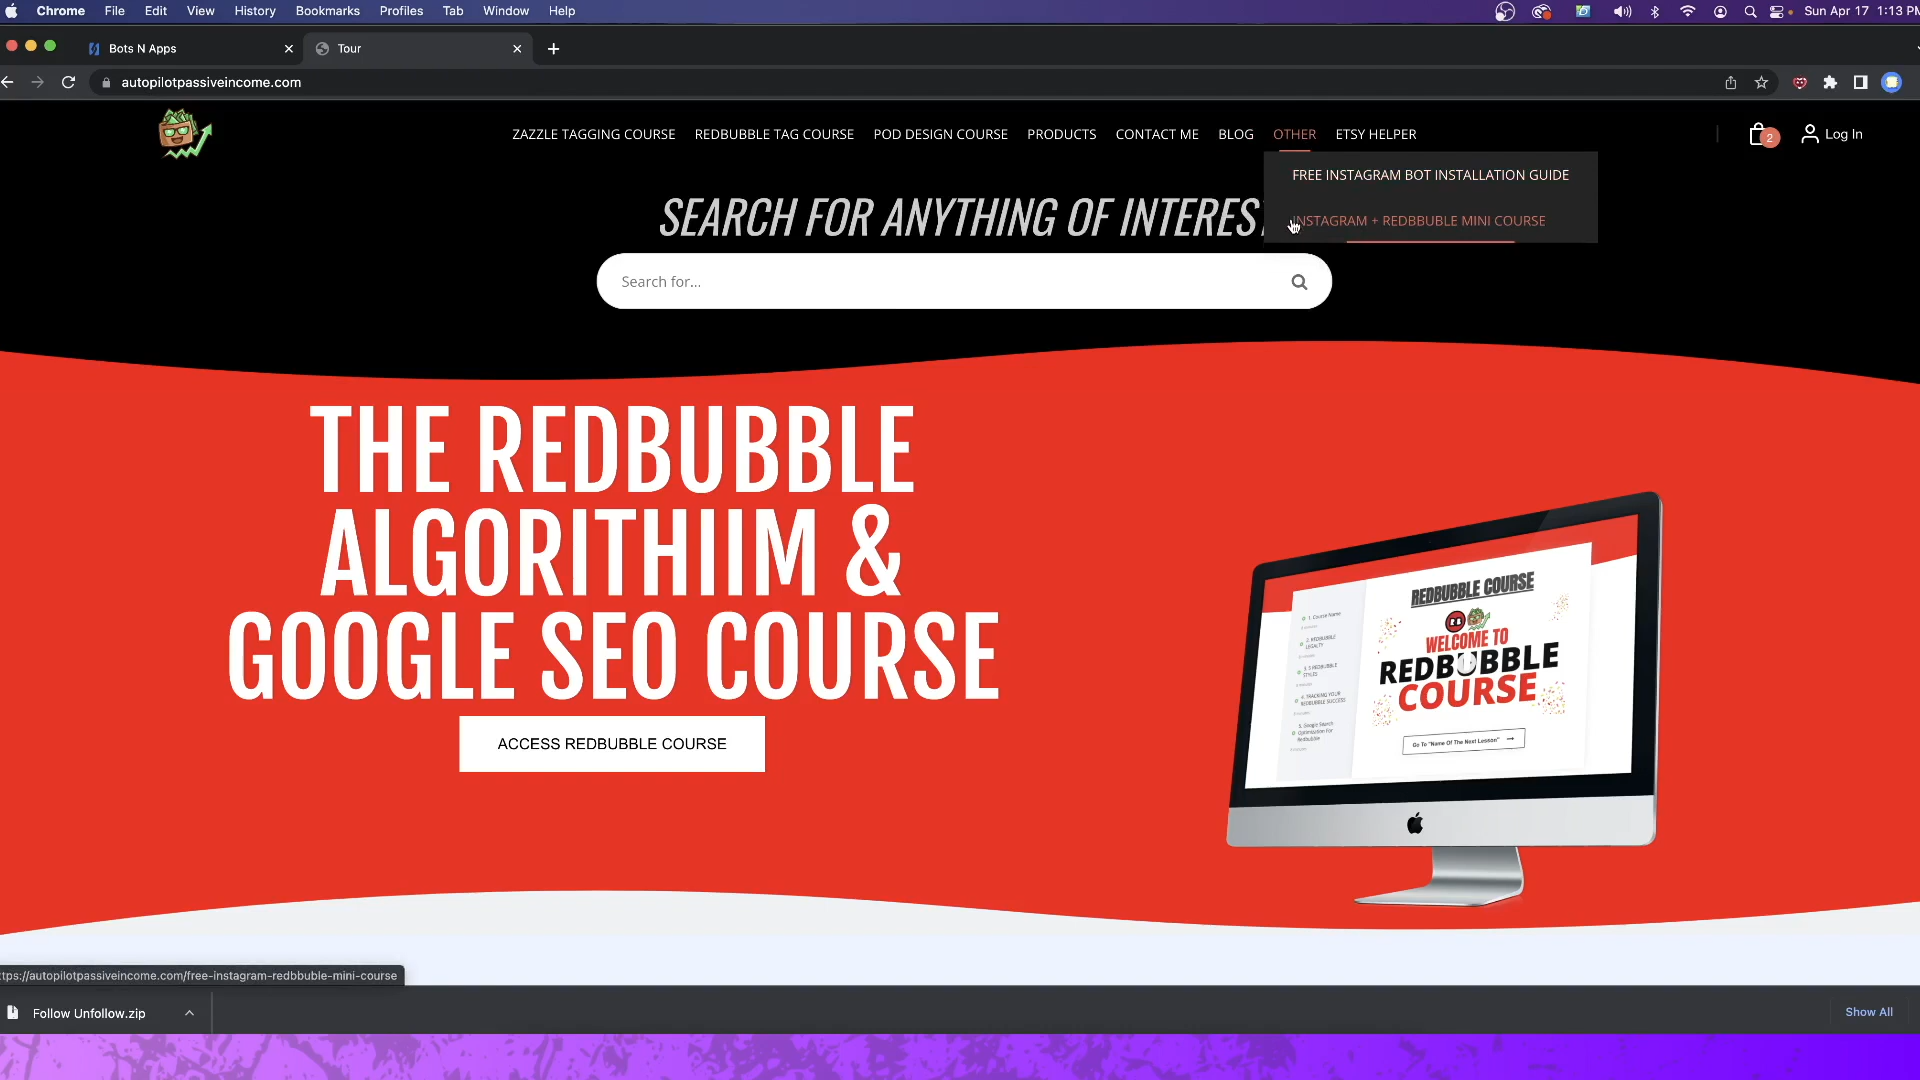 Chrome File Edit View History Bookmarks Profiles Tab Window Help Sun Apr 17 1:13 PM
Bots N Apps
Tour
autopilotpassiveincome.com
ZAZZLE TAGGING COURSE REDBUBBLE TAG COURSE POD DESIGN COURSE PRODUCTS CONTACT ME BLOG OTHER ETSY HELPER
2 Log In
FREE INSTAGRAM BOT INSTALLATION GUIDE
INSTAGRAM + REDBBUBLE MINI COURSE
SEARCH FOR ANYTHING OF INTEREST
Search for...
THE REDBUBBLE
ALGORITHIIM &
GOOGLE SEO COURSE
ACCESS REDBUBBLE COURSE
REDBUBBLE COURSE
WELCOME TO
REDBUBBLE
COURSE
Go To "Name Of The Next Lesson"
1. Course Name
2. REDBUBBLE
LEGALTY
3. 3 REDBUBBLE
STYLES
4. TRACKING YOUR
REDBUBBLE SUCCESS
5. Google Search
Optimization For
Redbubble
tps://autopilotpassiveincome.com/free-instagram-redbbuble-mini-course
Follow Unfollow.zip
Show All